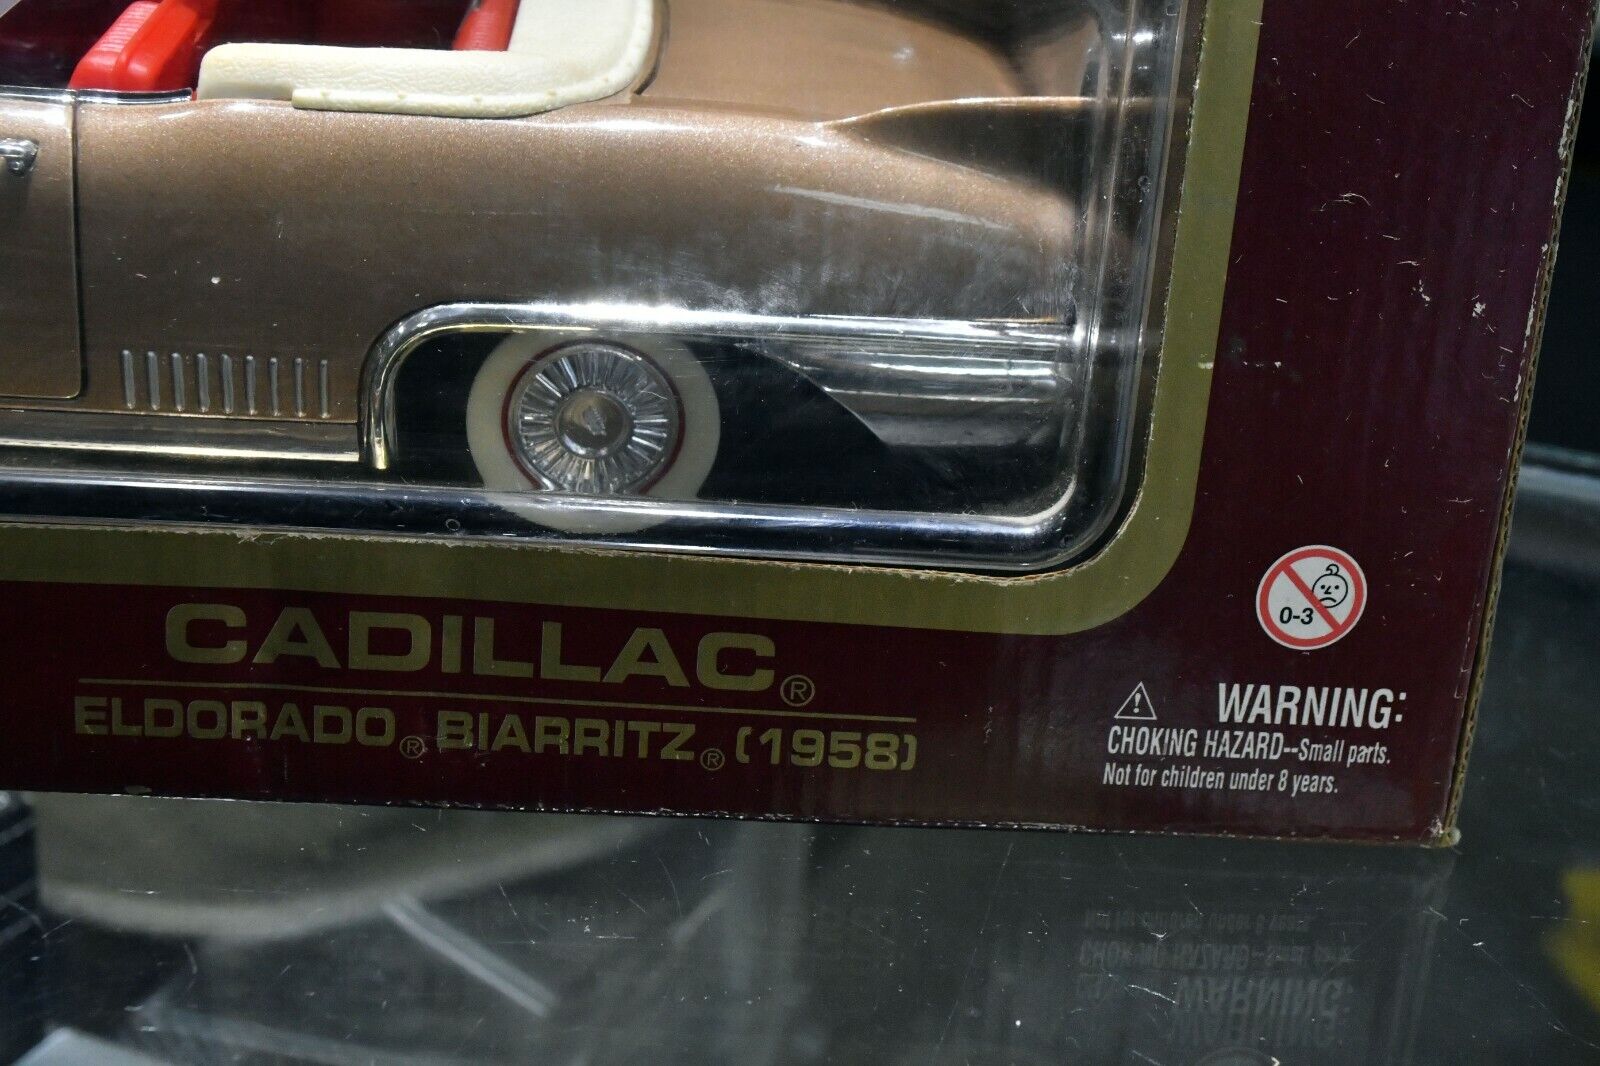 CADILLAC®
ELDORADO® BIARRITZ® (1958)
0-3
WARNING:
CHOKING HAZARD--Small parts.
Not for children under 8 years.